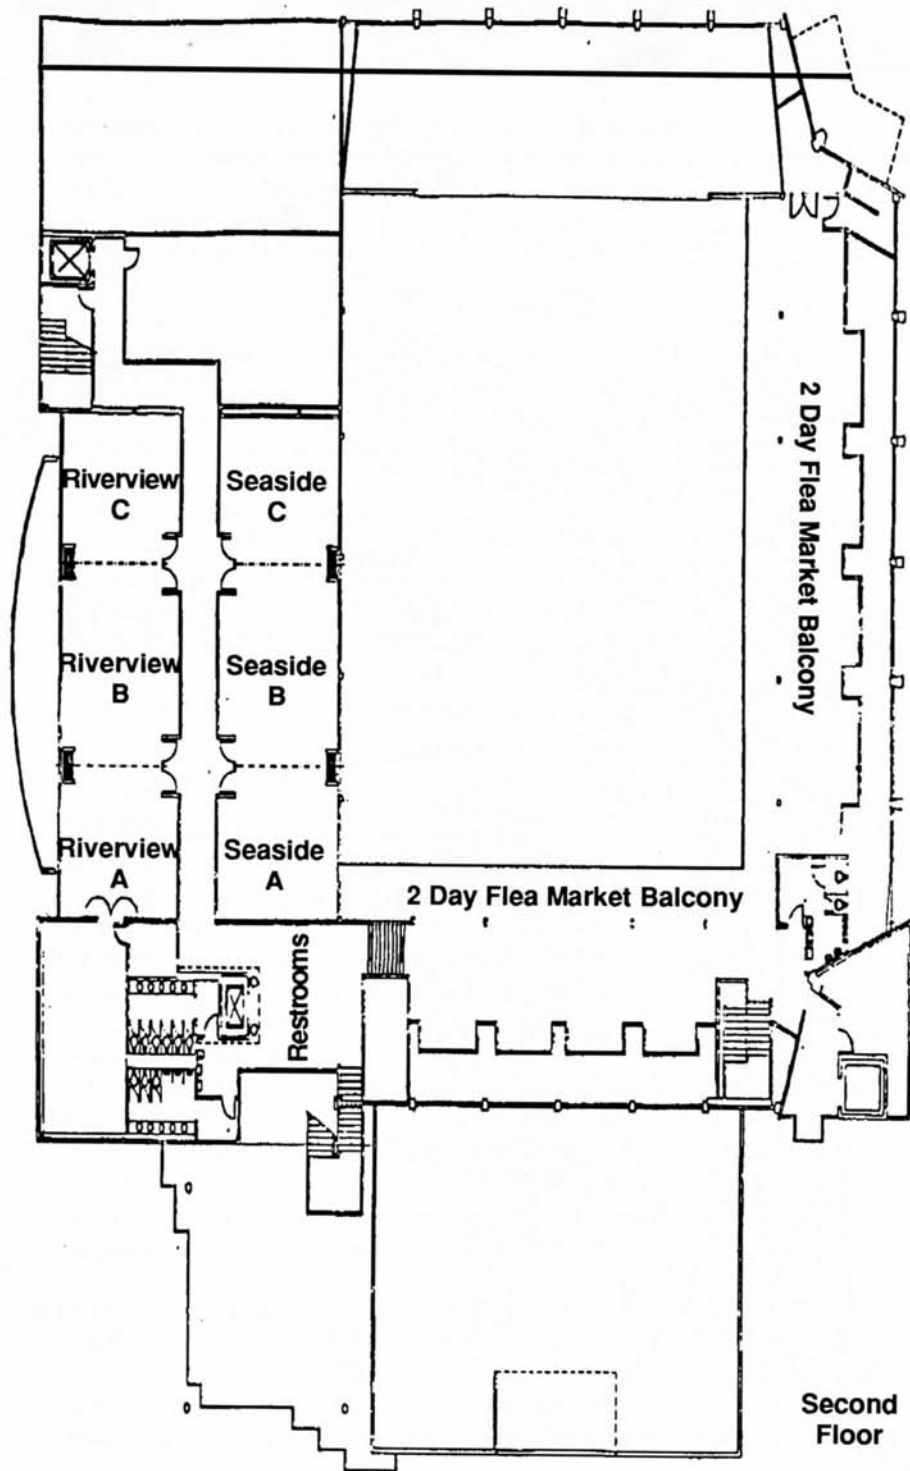 2 Day Flea Market Balcony
Riverview
C
Seaside
C
Riverview
B
Seaside
B
Riverview
A
Seaside
A
2 Day Flea Market Balcony
Restrooms
Second
Floor